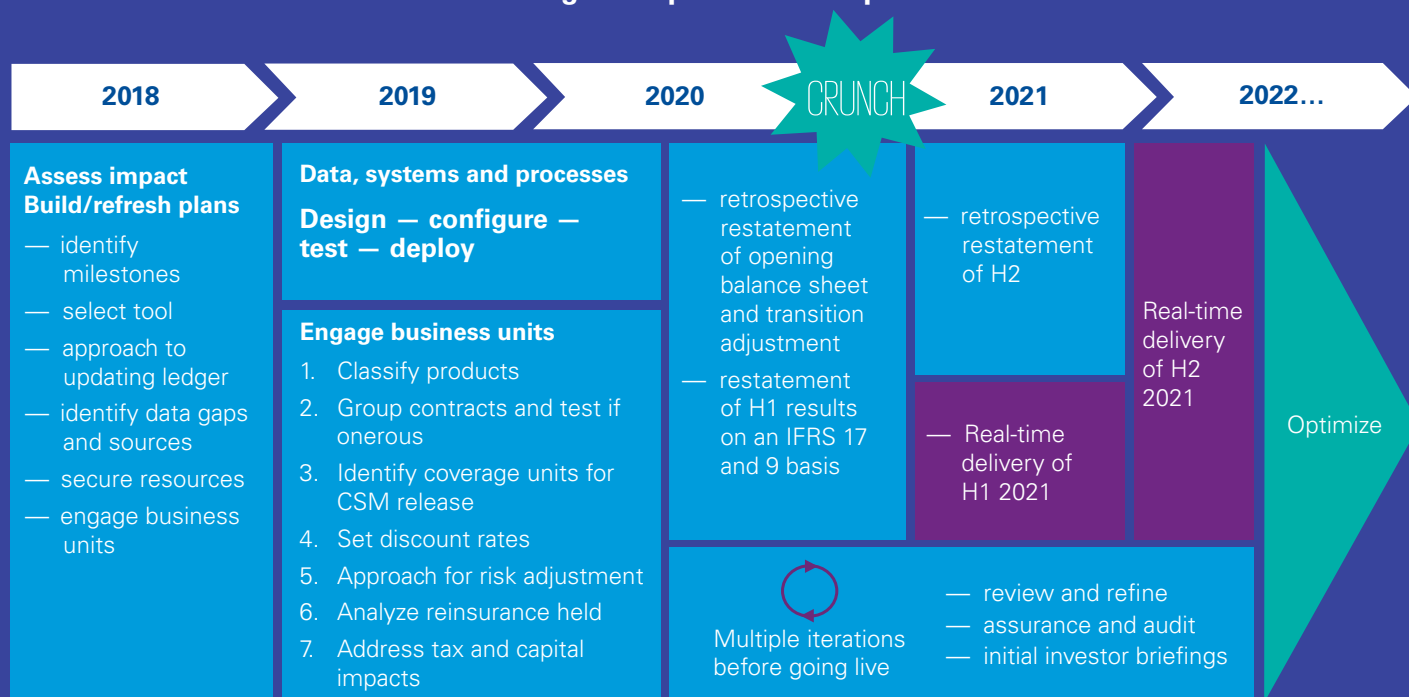 2018
2019
2020
CRUNCH
2021
2022...
Assess impact
Build/refresh plans
— identify
milestones
— select tool
— approach to
updating ledger
— identify data gaps
and sources
— secure resources
— engage business
units
Data, systems and processes
Design — configure —
test — deploy
Engage business units
1. Classify products
2. Group contracts and test if
onerous
3. Identify coverage units for
CSM release
4. Set discount rates
5. Approach for risk adjustment
6. Analyze reinsurance held
7. Address tax and capital
impacts
— retrospective
restatement
of opening
balance sheet
and transition
adjustment
— restatement
of H1 results
on an IFRS 17
and 9 basis
— retrospective
restatement
of H2
— Real-time
delivery of
H1 2021
Real-time
delivery
of H2
2021
Multiple iterations
before going live
— review and refine
— assurance and audit
— initial investor briefings
Optimize